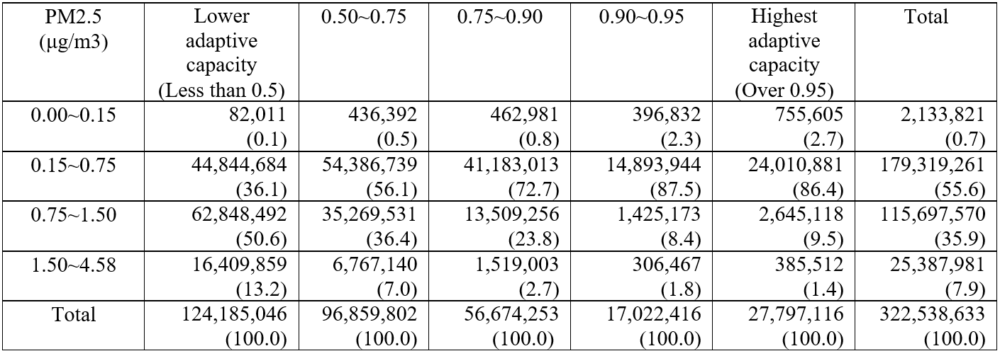 PM2.5 (μg/m3) Lower adaptive capacity (Less than 0.5) 0.50~0.75 0.75~0.90 0.90~0.95 Highest adaptive capacity (Over 0.95) Total
0.00~0.15 82,011 436,392 462,981 396,832 755,605 2,133,821
(0.1) (0.5) (0.8) (2.3) (2.7) (0.7)
0.15~0.75 44,844,684 54,386,739 41,183,013 14,893,944 24,010,881 179,319,261
(36.1) (56.1) (72.7) (87.5) (86.4) (55.6)
0.75~1.50 62,848,492 35,269,531 13,509,256 1,425,173 2,645,118 115,697,570
(50.6) (36.4) (23.8) (8.4) (9.5) (35.9)
1.50~4.58 16,409,859 6,767,140 1,519,003 306,467 385,512 25,387,981
(13.2) (7.0) (2.7) (1.8) (1.4) (7.9)
Total 124,185,046 96,859,802 56,674,253 17,022,416 27,797,116 322,538,633
(100.0) (100.0) (100.0) (100.0) (100.0) (100.0)